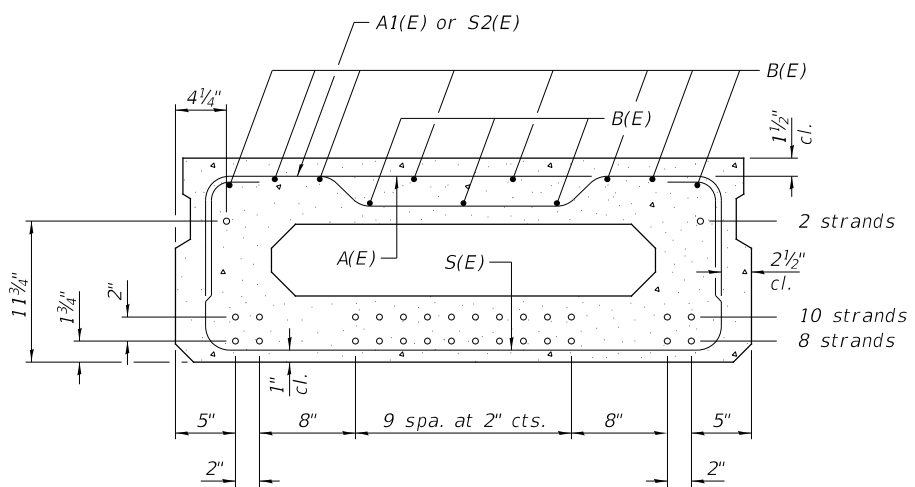 A1(E) or S2(E)
B(E)
4¼"
B(E)
1½"
cl.
2 strands
A(E)
S(E)
2½"
cl.
11¾"
1¾"
2"
10 strands
8 strands
1"
cl.
5"
8"
9 spa. at 2" cts.
8"
5"
2"
2"